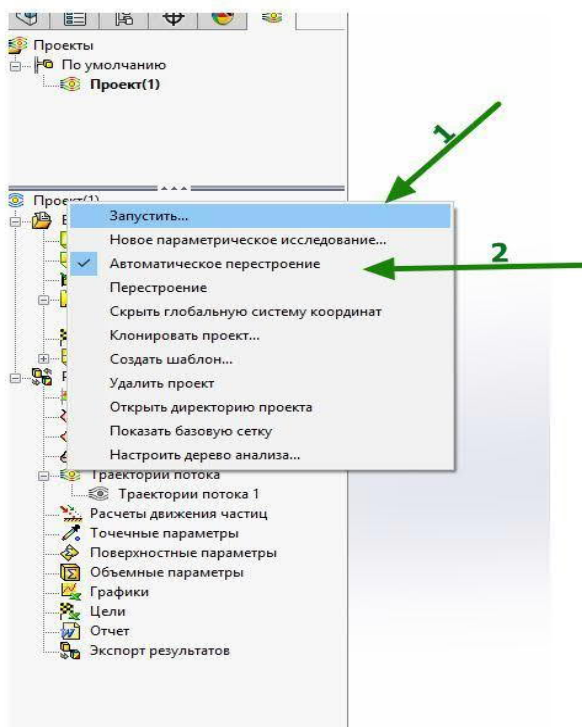 Проекты
По умолчанию
Проект(1)
1
Проект(1)
Запустить...
Новое параметрическое исследование...
2
Автоматическое перестроение
Перестроение
Скрыть глобальную систему координат
Клонировать проект...
Создать шаблон...
Удалить проект
Открыть директорию проекта
Показать базовую сетку
Настроить дерево анализа...
Траектории потока
Траектории потока 1
Расчеты движения частиц
Точечные параметры
Поверхностные параметры
Объемные параметры
Графики
Цели
Отчет
Экспорт результатов